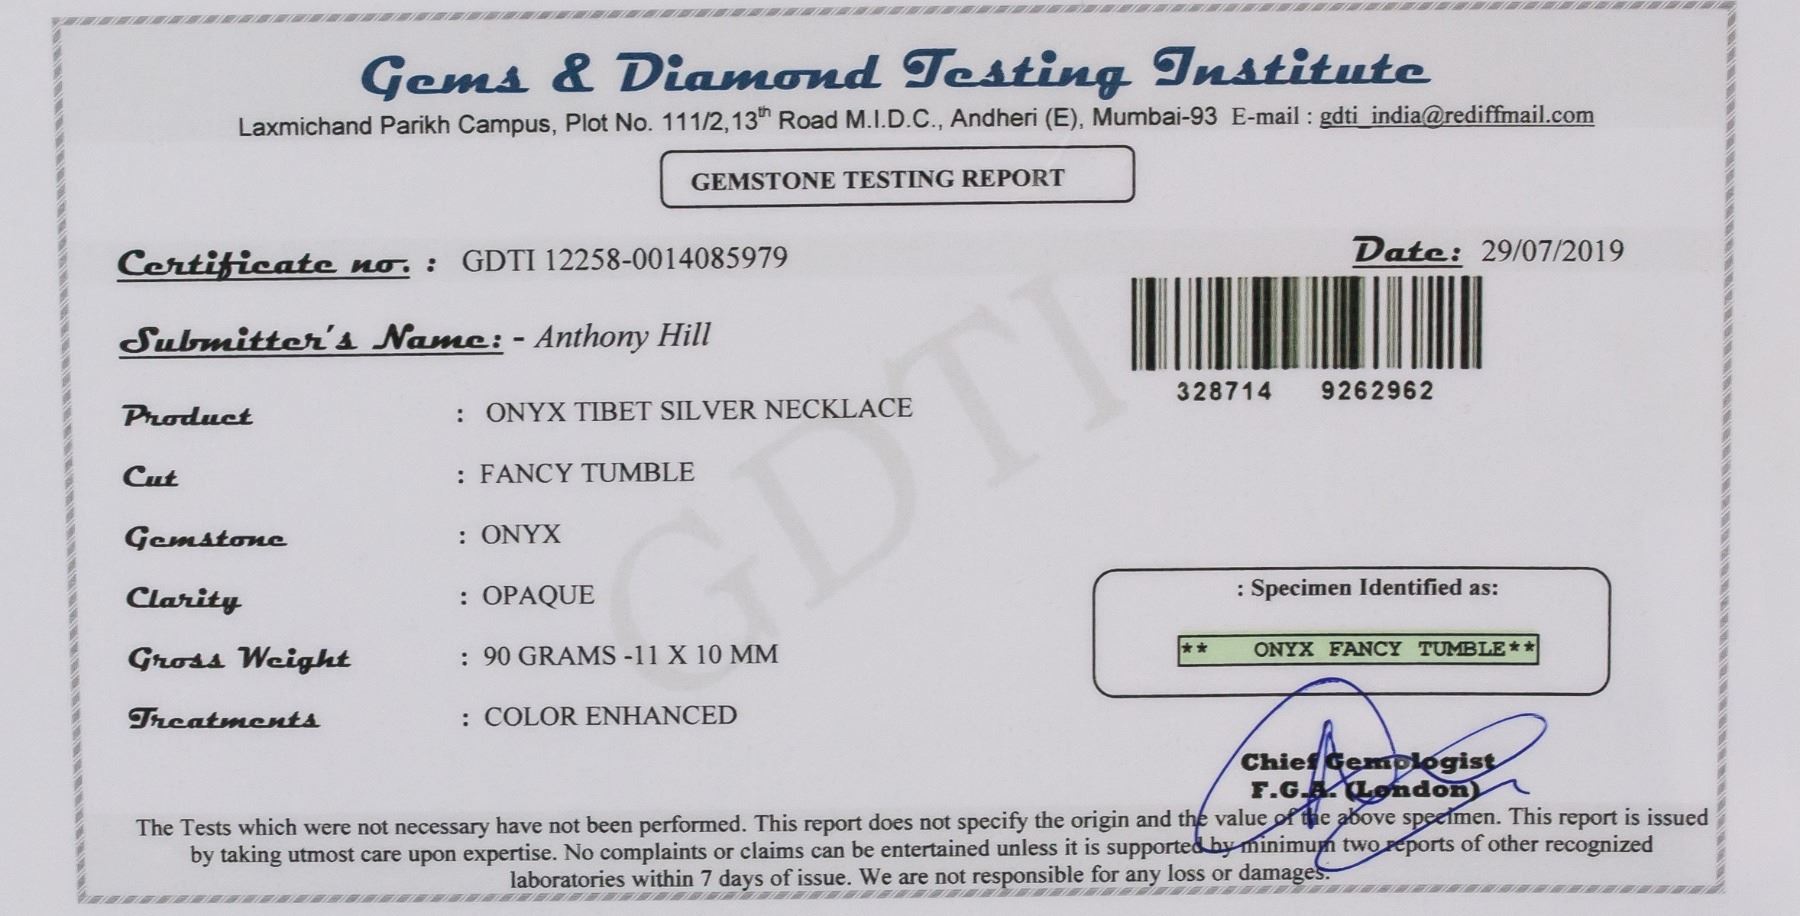 Gems & Diamond Testing Institute
Laxmichand Parikh Campus, Plot No. 111/2,13th Road M.I.D.C., Andheri (E), Mumbai-93 E-mail : gdti_india@rediffmail.com
GEMSTONE TESTING REPORT
Certificate no. : GDTI 12258-0014085979
Date: 29/07/2019
328714 9262962
Submitter's Name: - Anthony Hill
Product : ONYX TIBET SILVER NECKLACE
Cut : FANCY TUMBLE
Gemstone : ONYX
Clarity : OPAQUE
Gross Weight : 90 GRAMS -11 X 10 MM
Treatments : COLOR ENHANCED
GDTI
: Specimen Identified as:
** ONYX FANCY TUMBLE**
Chief Gemologist
F.G.A. (London)
The Tests which were not necessary have not been performed. This report does not specify the origin and the value of the above specimen. This report is issued
by taking utmost care upon expertise. No complaints or claims can be entertained unless it is supported by minimum two reports of other recognized
laboratories within 7 days of issue. We are not responsible for any loss or damages.